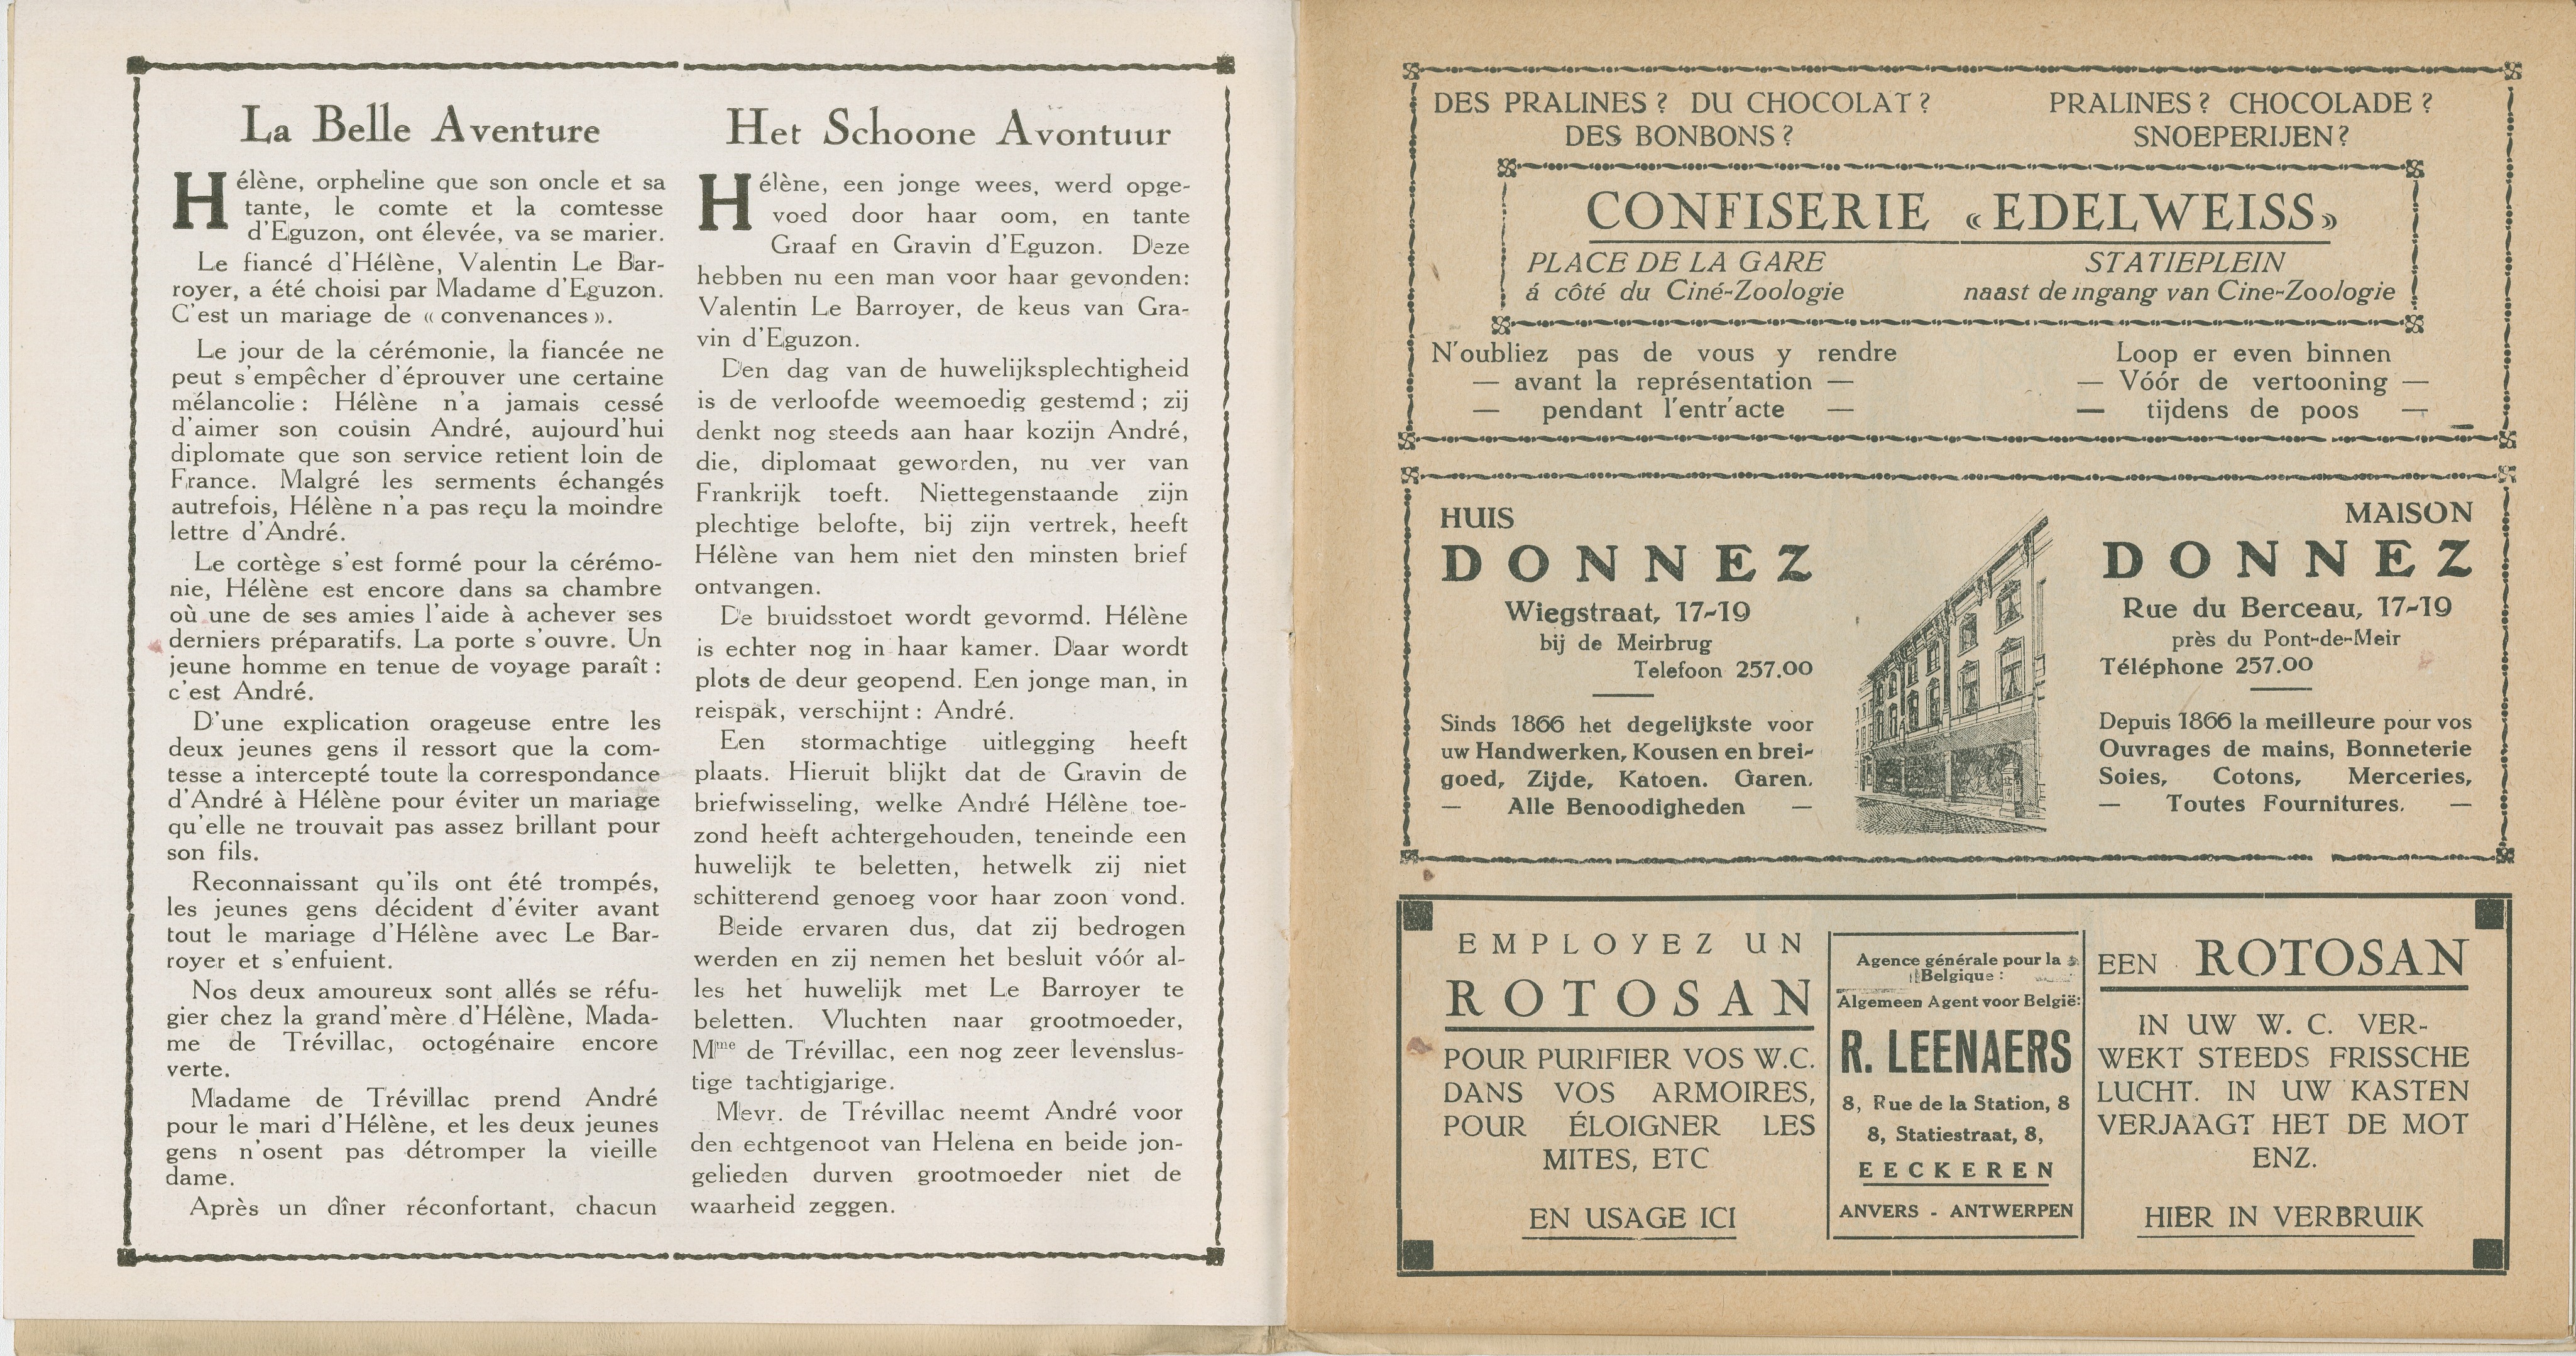 La Belle Aventure
Hélène, orpheline que son oncle et sa
tante, le comte et la comtesse
d'Eguzon, ont élevée, va se marier.
Le fiancé d'Hélène, Valentin Le Bar-
royer, a été choisi par Madame d'Eguzon.
C'est un mariage de « convenances ».
Le jour de la cérémonie, la fiancée ne
peut s'empêcher d'éprouver une certaine
mélancolie : Hélène n'a jamais cessé
d'aimer son cousin André, aujourd'hui
diplomate que son service retient loin de
France. Malgré les serments échangés
autrefois, Hélène n'a pas reçu la moindre
lettre d'André.
Le cortège s'est formé pour la cérémo-
nie, Hélène est encore dans sa chambre
où une de ses amies l'aide à achever ses
derniers préparatifs. La porte s'ouvre. Un
jeune homme en tenue de voyage paraît :
c'est André.
D'une explication orageuse entre les
deux jeunes gens il ressort que la com-
tesse a intercepté toute la correspondance
d'André à Hélène pour éviter un mariage
qu'elle ne trouvait pas assez brillant pour
son fils.
Reconnaissant qu'ils ont été trompés,
les jeunes gens décident d'éviter avant
tout le mariage d'Hélène avec Le Bar-
royer et s'enfuient.
Nos deux amoureux sont allés se réfu-
gier chez la grand'mère d'Hélène, Mada-
me de Trévillac, octogénaire encore
verte.
Madame de Trévillac prend André
pour le mari d'Hélène, et les deux jeunes
gens n'osent pas détromper la vieille
dame.
Après un dîner réconfortant, chacun
Het Schoone Avontuur
Hélène, een jonge wees, werd opge-
voed door haar oom, en tante
Graaf en Gravin d'Eguzon. Deze
hebben nu een man voor haar gevonden:
Valentin Le Barroyer, de keus van Gra-
vin d'Eguzon.
Den dag van de huwelijksplechtigheid
is de verloofde weemoedig gestemd ; zij
denkt nog steeds aan haar kozijn André,
die, diplomaat geworden, nu ver van
Frankrijk toeft. Niettegenstaande zijn
plechtige belofte, bij zijn vertrek, heeft
Hélène van hem niet den minsten brief
ontvangen.
De bruidsstoet wordt gevormd. Hélène
is echter nog in haar kamer. Daar wordt
plots de deur geopend. Een jonge man, in
reispak, verschijnt : André.
Een stormachtige uitlegging heeft
plaats. Hieruit blijkt dat de Gravin de
briefwisseling, welke André Hélène toe-
zond heeft achtergehouden, teneinde een
huwelijk te beletten, hetwelk zij niet
schitterend genoeg voor haar zoon vond.
Beide ervaren dus, dat zij bedrogen
werden en zij nemen het besluit vóór al-
les het huwelijk met Le Barroyer te
beletten. Vluchten naar grootmoeder,
Mme de Trévillac, een nog zeer levenslus-
tige tachtigjarige.
Mevr. de Trévillac neemt André voor
den echtgenoot van Helena en beide jon-
gelieden durven grootmoeder niet de
waarheid zeggen.
DES PRALINES ? DU CHOCOLAT ?
DES BONBONS ?
PRALINES ? CHOCOLADE ?
SNOEPERIJEN ?
CONFISERIE « EDELWEISS »
PLACE DE LA GARE
á côté du Ciné-Zoologie
STATIEPLEIN
naast de ingang van Cine-Zoologie
N'oubliez pas de vous y rendre
— avant la représentation —
— pendant l'entr'acte —
Loop er even binnen
— Vóór de vertooning —
— tijdens de poos —
HUIS
DONNEZ
Wiegstraat, 17-19
bij de Meirbrug
Telefoon 257.00
Sinds 1866 het degelijkste voor
uw Handwerken, Kousen en brei-
goed, Zijde, Katoen. Garen.
— Alle Benoodigheden —
MAISON
DONNEZ
Rue du Berceau, 17-19
près du Pont-de-Meir
Téléphone 257.00
Depuis 1866 la meilleure pour vos
Ouvrages de mains, Bonneterie
Soies, Cotons, Merceries,
— Toutes Fournitures. —
EMPLOYEZ UN
ROTOSAN
POUR PURIFIER VOS W.C.
DANS VOS ARMOIRES,
POUR ÉLOIGNER LES
MITES, ETC
EN USAGE ICI
Agence générale pour la
Belgique :
Algemeen Agent voor België:
R. LEENAERS
8, Rue de la Station, 8
8, Statiestraat, 8,
EECKEREN
ANVERS - ANTWERPEN
EEN ROTOSAN
IN UW W. C. VER-
WEKT STEEDS FRISSCHE
LUCHT. IN UW KASTEN
VERJAAGT HET DE MOT
ENZ.
HIER IN VERBRUIK